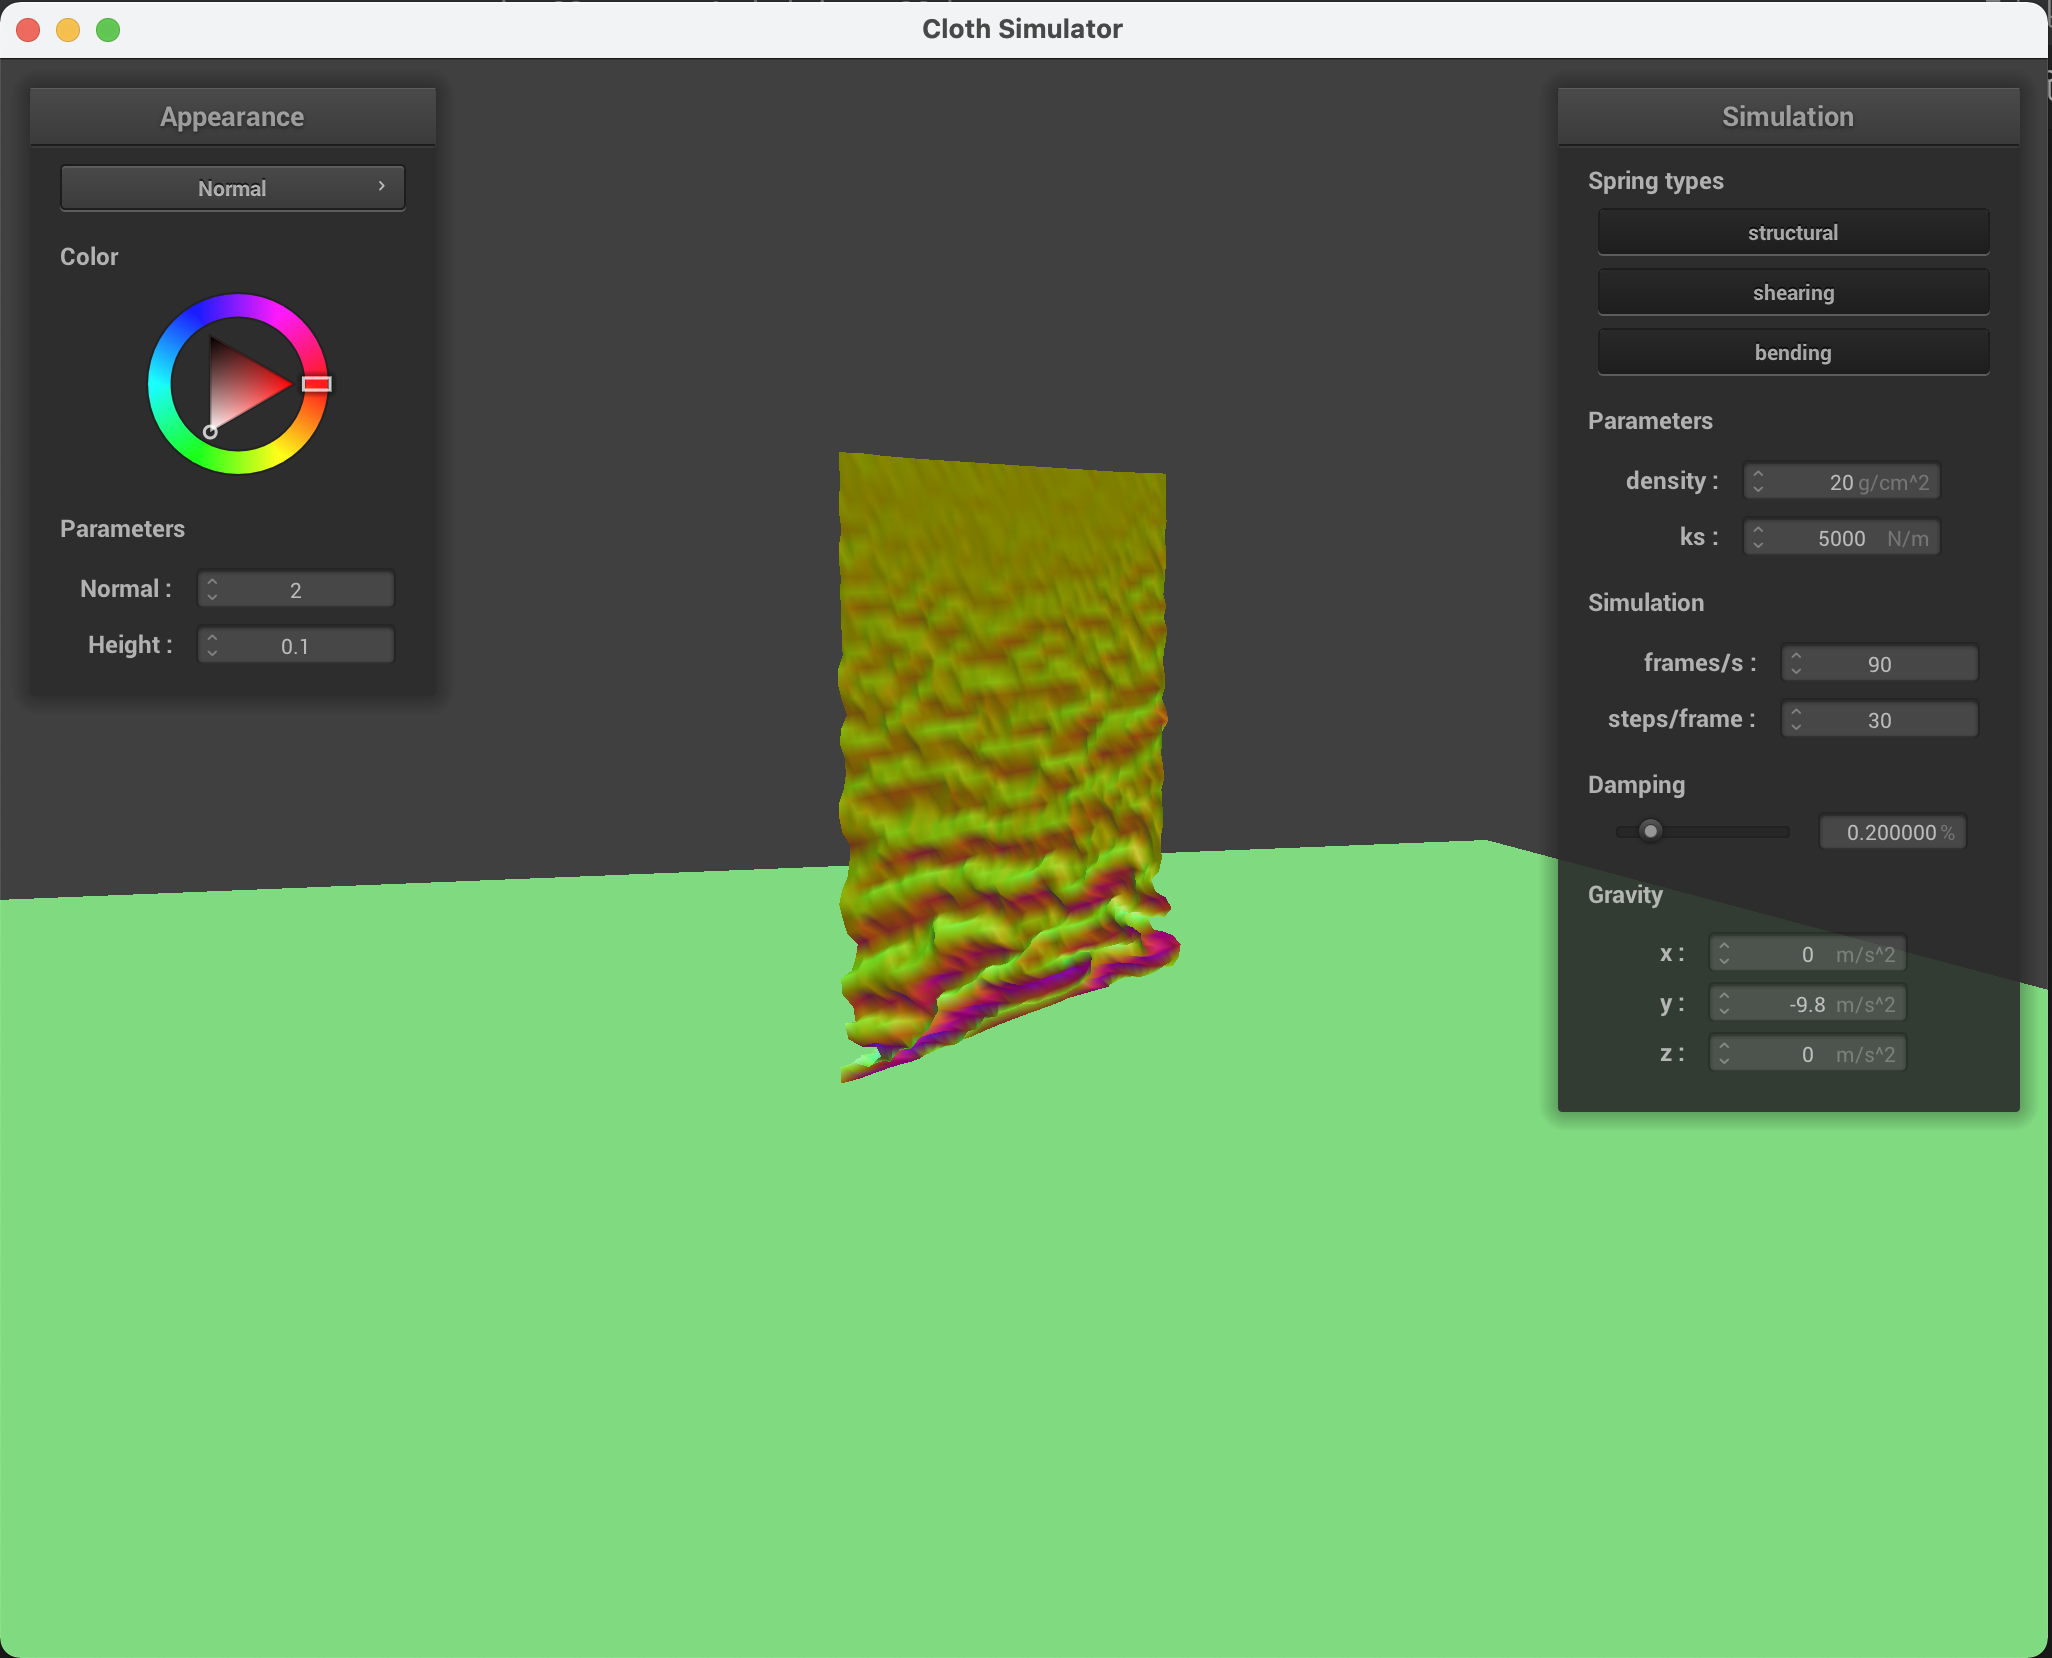 Cloth Simulator
Appearance
Normal
Color
Parameters
Normal : 2
Height : 0.1
Simulation
Spring types
structural
shearing
bending
Parameters
density : 20 g/cm^2
ks : 5000 N/m
Simulation
frames/s : 90
steps/frame : 30
Damping
0.200000 %
Gravity
x : 0 m/s^2
y : -9.8 m/s^2
z : 0 m/s^2